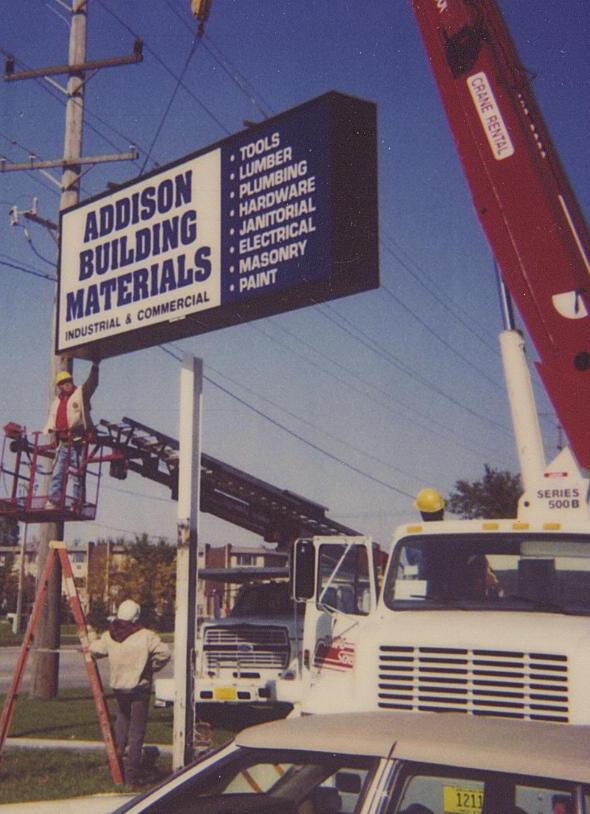 CRANE RENTAL
ADDISON
BUILDING
MATERIALS
INDUSTRIAL & COMMERCIAL
• TOOLS
• LUMBER
• PLUMBING
• HARDWARE
• JANITORIAL
• ELECTRICAL
• MASONRY
• PAINT
SERIES
500B
1211